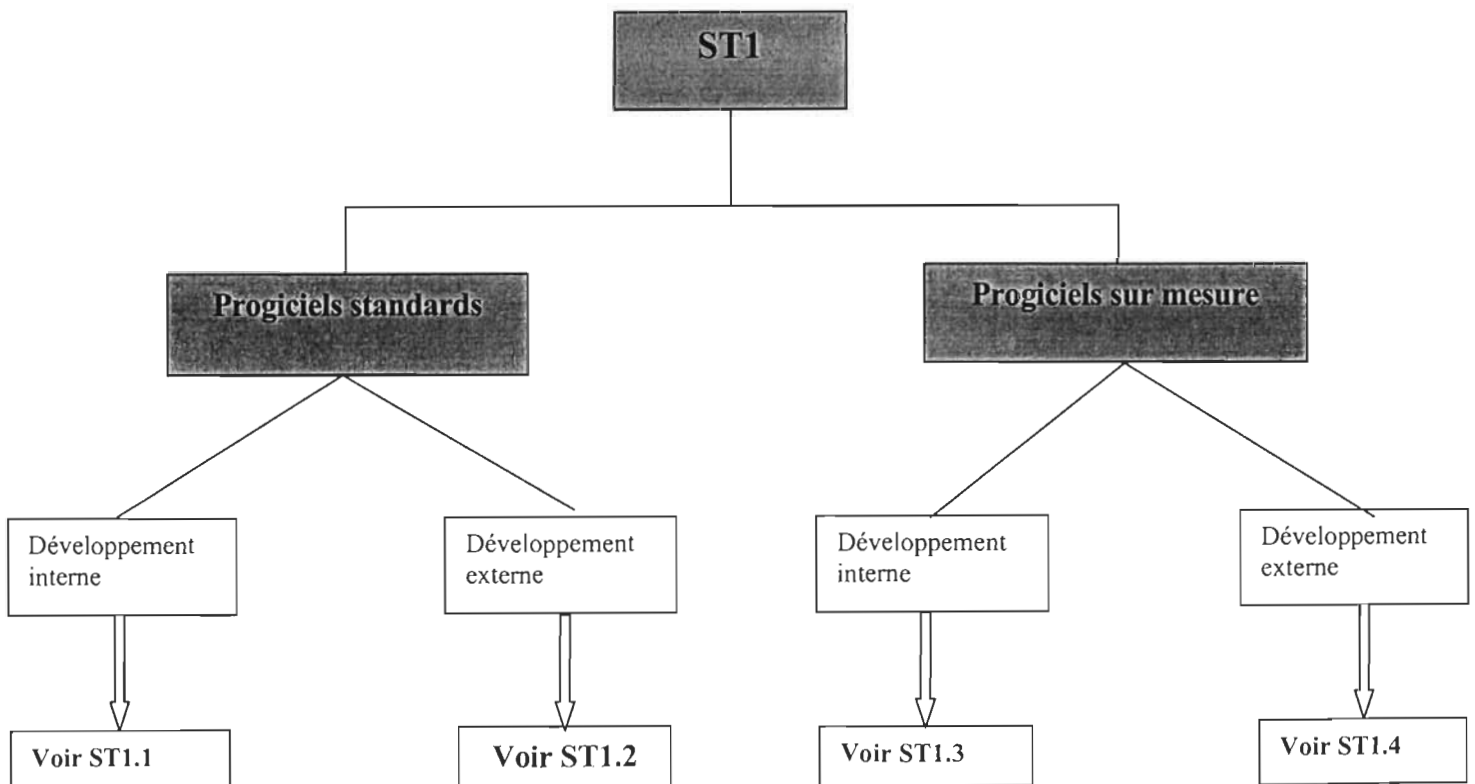 ST1
Progiciels standards
Progiciels sur mesure
Développement
interne
Développement
externe
Développement
interne
Développement
externe
Voir ST1.1
Voir ST1.2
Voir ST1.3
Voir ST1.4